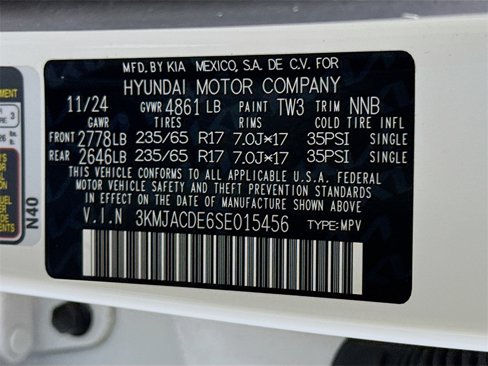 MFD.BY KIA MEXICO, S.A. DE C.V. FOR
HYUNDAI MOTOR COMPANY
11/24 GVWR 4861 LB PAINT TW3 TRIM NNB
GAWR TIRES RIMS COLD TIRE INFL
FRONT 2778LB 235/65 R17 7.0J×17 35PSI SINGLE
REAR 2646LB 235/65 R17 7.0J×17 35PSI SINGLE
THIS VEHICLE CONFORMS TO ALL APPLICABLE U.S.A. FEDERAL
MOTOR VEHICLE SAFETY AND THEFT PREVENTION STANDARDS
IN EFFECT ON THE DATE OF MANUFACTURE SHOWN ABOVE.
V.I.N 3KMJACDE6SE015456 TYPE: MPV
N40
3
26